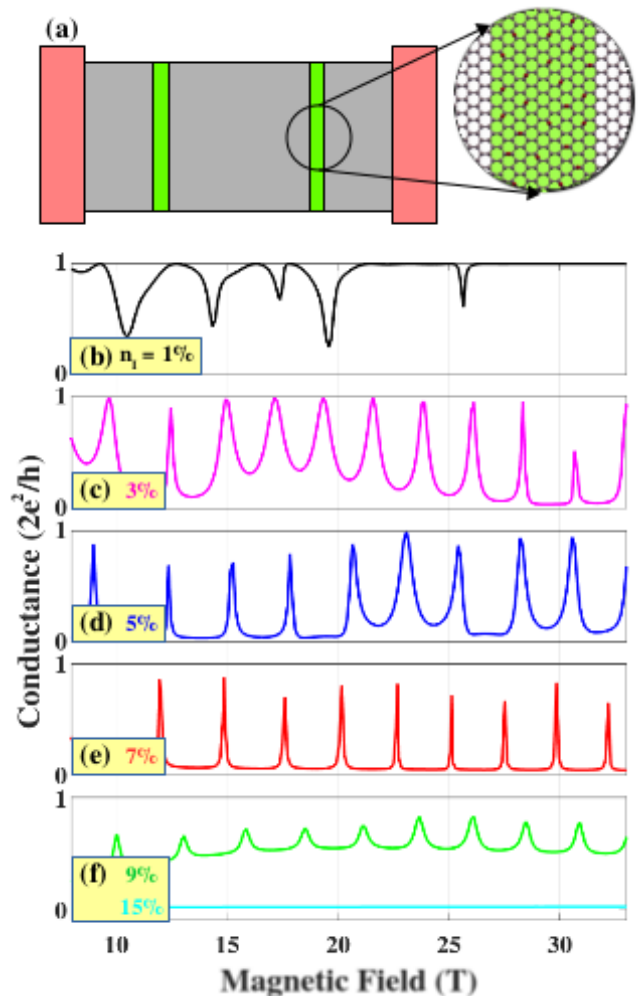 (a)
1
(b) n₁ = 1%
0
1
(c) 3%
0
1
(d) 5%
0
1
(e) 7%
0
1
(f) 9%
15%
0
Conductance (2e²/h)
10 15 20 25 30
Magnetic Field (T)